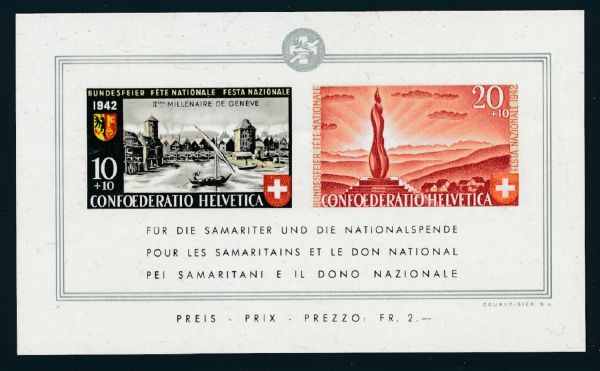 BUNDESFEIER FÊTE NATIONALE FESTA NAZIONALE
1942
IIème MILLÉNAIRE DE GENÈVE
10
+10
CONFOEDERATIO HELVETICA
BUNDESFEIER FÊTE NATIONALE
20
+10
FESTA NAZIONALE 1942
CONFOEDERATIO HELVETICA
FÜR DIE SAMARITER UND DIE NATIONALSPENDE
POUR LES SAMARITAINS ET LE DON NATIONAL
PEI SAMARITANI E IL DONO NAZIONALE
COURVOISIER S.A.
PREIS - PRIX - PREZZO: FR. 2.—